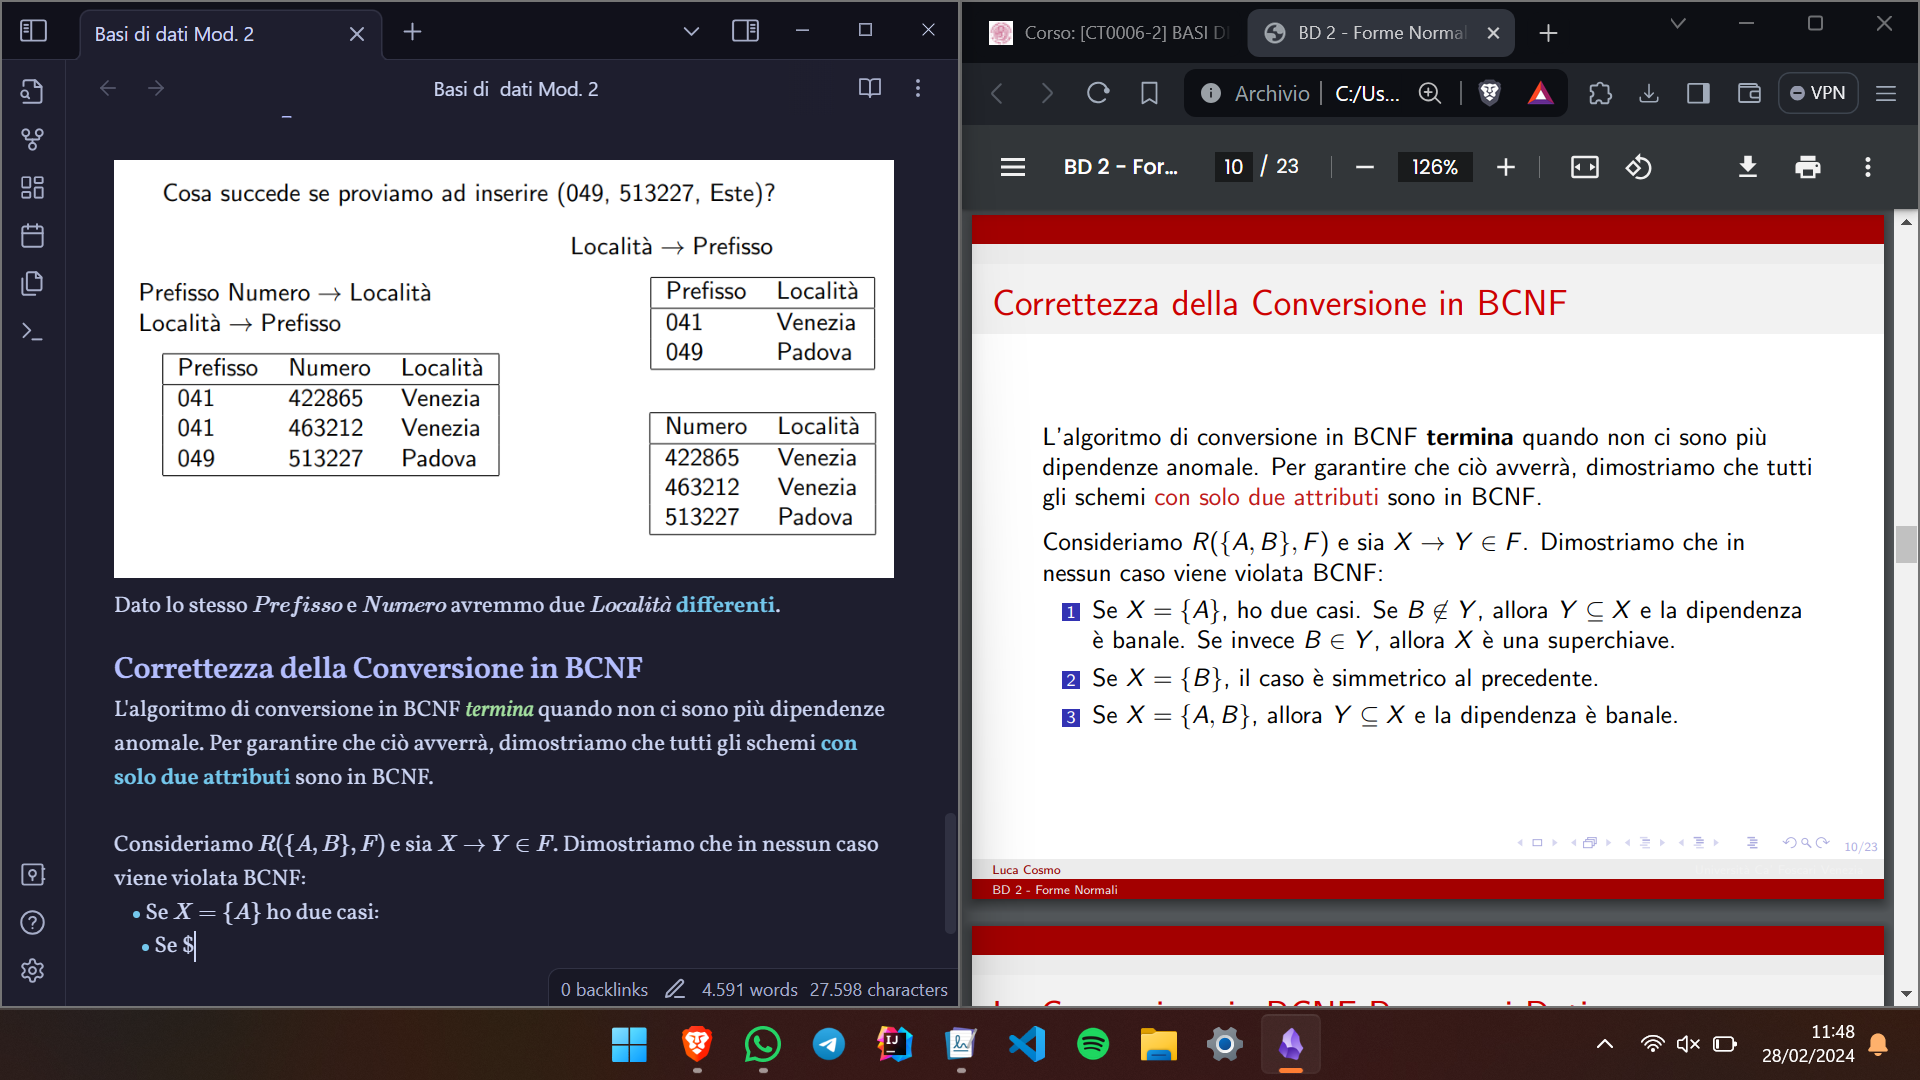 Basi di dati Mod. 2
Basi di dati Mod. 2
Cosa succede se proviamo ad inserire (049, 513227, Este)?
Località → Prefisso
Prefisso Numero → Località
Località → Prefisso
Prefisso Località
041 Venezia
049 Padova
Prefisso Numero Località
041 422865 Venezia
041 463212 Venezia
049 513227 Padova
Numero Località
422865 Venezia
463212 Venezia
513227 Padova
Dato lo stesso Prefisso e Numero avremmo due Località differenti.
Correttezza della Conversione in BCNF
L'algoritmo di conversione in BCNF termina quando non ci sono più dipendenze
anomale. Per garantire che ciò avverrà, dimostriamo che tutti gli schemi con
solo due attributi sono in BCNF.
Consideriamo R({A, B}, F) e sia X → Y ∈ F. Dimostriamo che in nessun caso
viene violata BCNF:
• Se X = {A} ho due casi:
• Se $
0 backlinks 4.591 words 27.598 characters
Corso: [CT0006-2] BASI DI
BD 2 - Forme Normal
Archivio C:/Us...
VPN
BD 2 – For... 10 / 23 126%
Correttezza della Conversione in BCNF
L'algoritmo di conversione in BCNF termina quando non ci sono più
dipendenze anomale. Per garantire che ciò avverrà, dimostriamo che tutti
gli schemi con solo due attributi sono in BCNF.
Consideriamo R({A, B}, F) e sia X → Y ∈ F. Dimostriamo che in
nessun caso viene violata BCNF:
1 Se X = {A}, ho due casi. Se B ∉ Y, allora Y ⊆ X e la dipendenza
è banale. Se invece B ∈ Y, allora X è una superchiave.
2 Se X = {B}, il caso è simmetrico al precedente.
3 Se X = {A, B}, allora Y ⊆ X e la dipendenza è banale.
10/23
Luca Cosmo
BD 2 - Forme Normali
11:48
28/02/2024